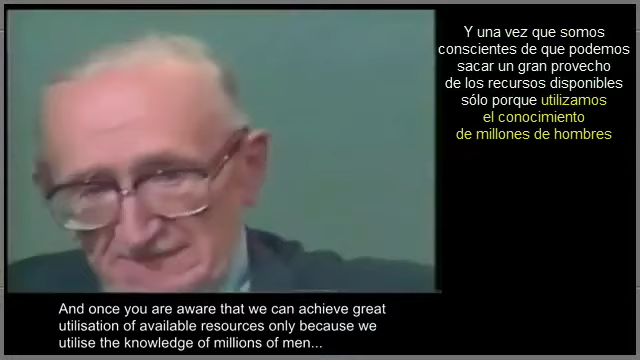 Y una vez que somos
conscientes de que podemos
sacar un gran provecho
de los recursos disponibles
sólo porque utilizamos
el conocimiento
de millones de hombres
And once you are aware that we can achieve great
utilisation of available resources only because we
utilise the knowledge of millions of men...